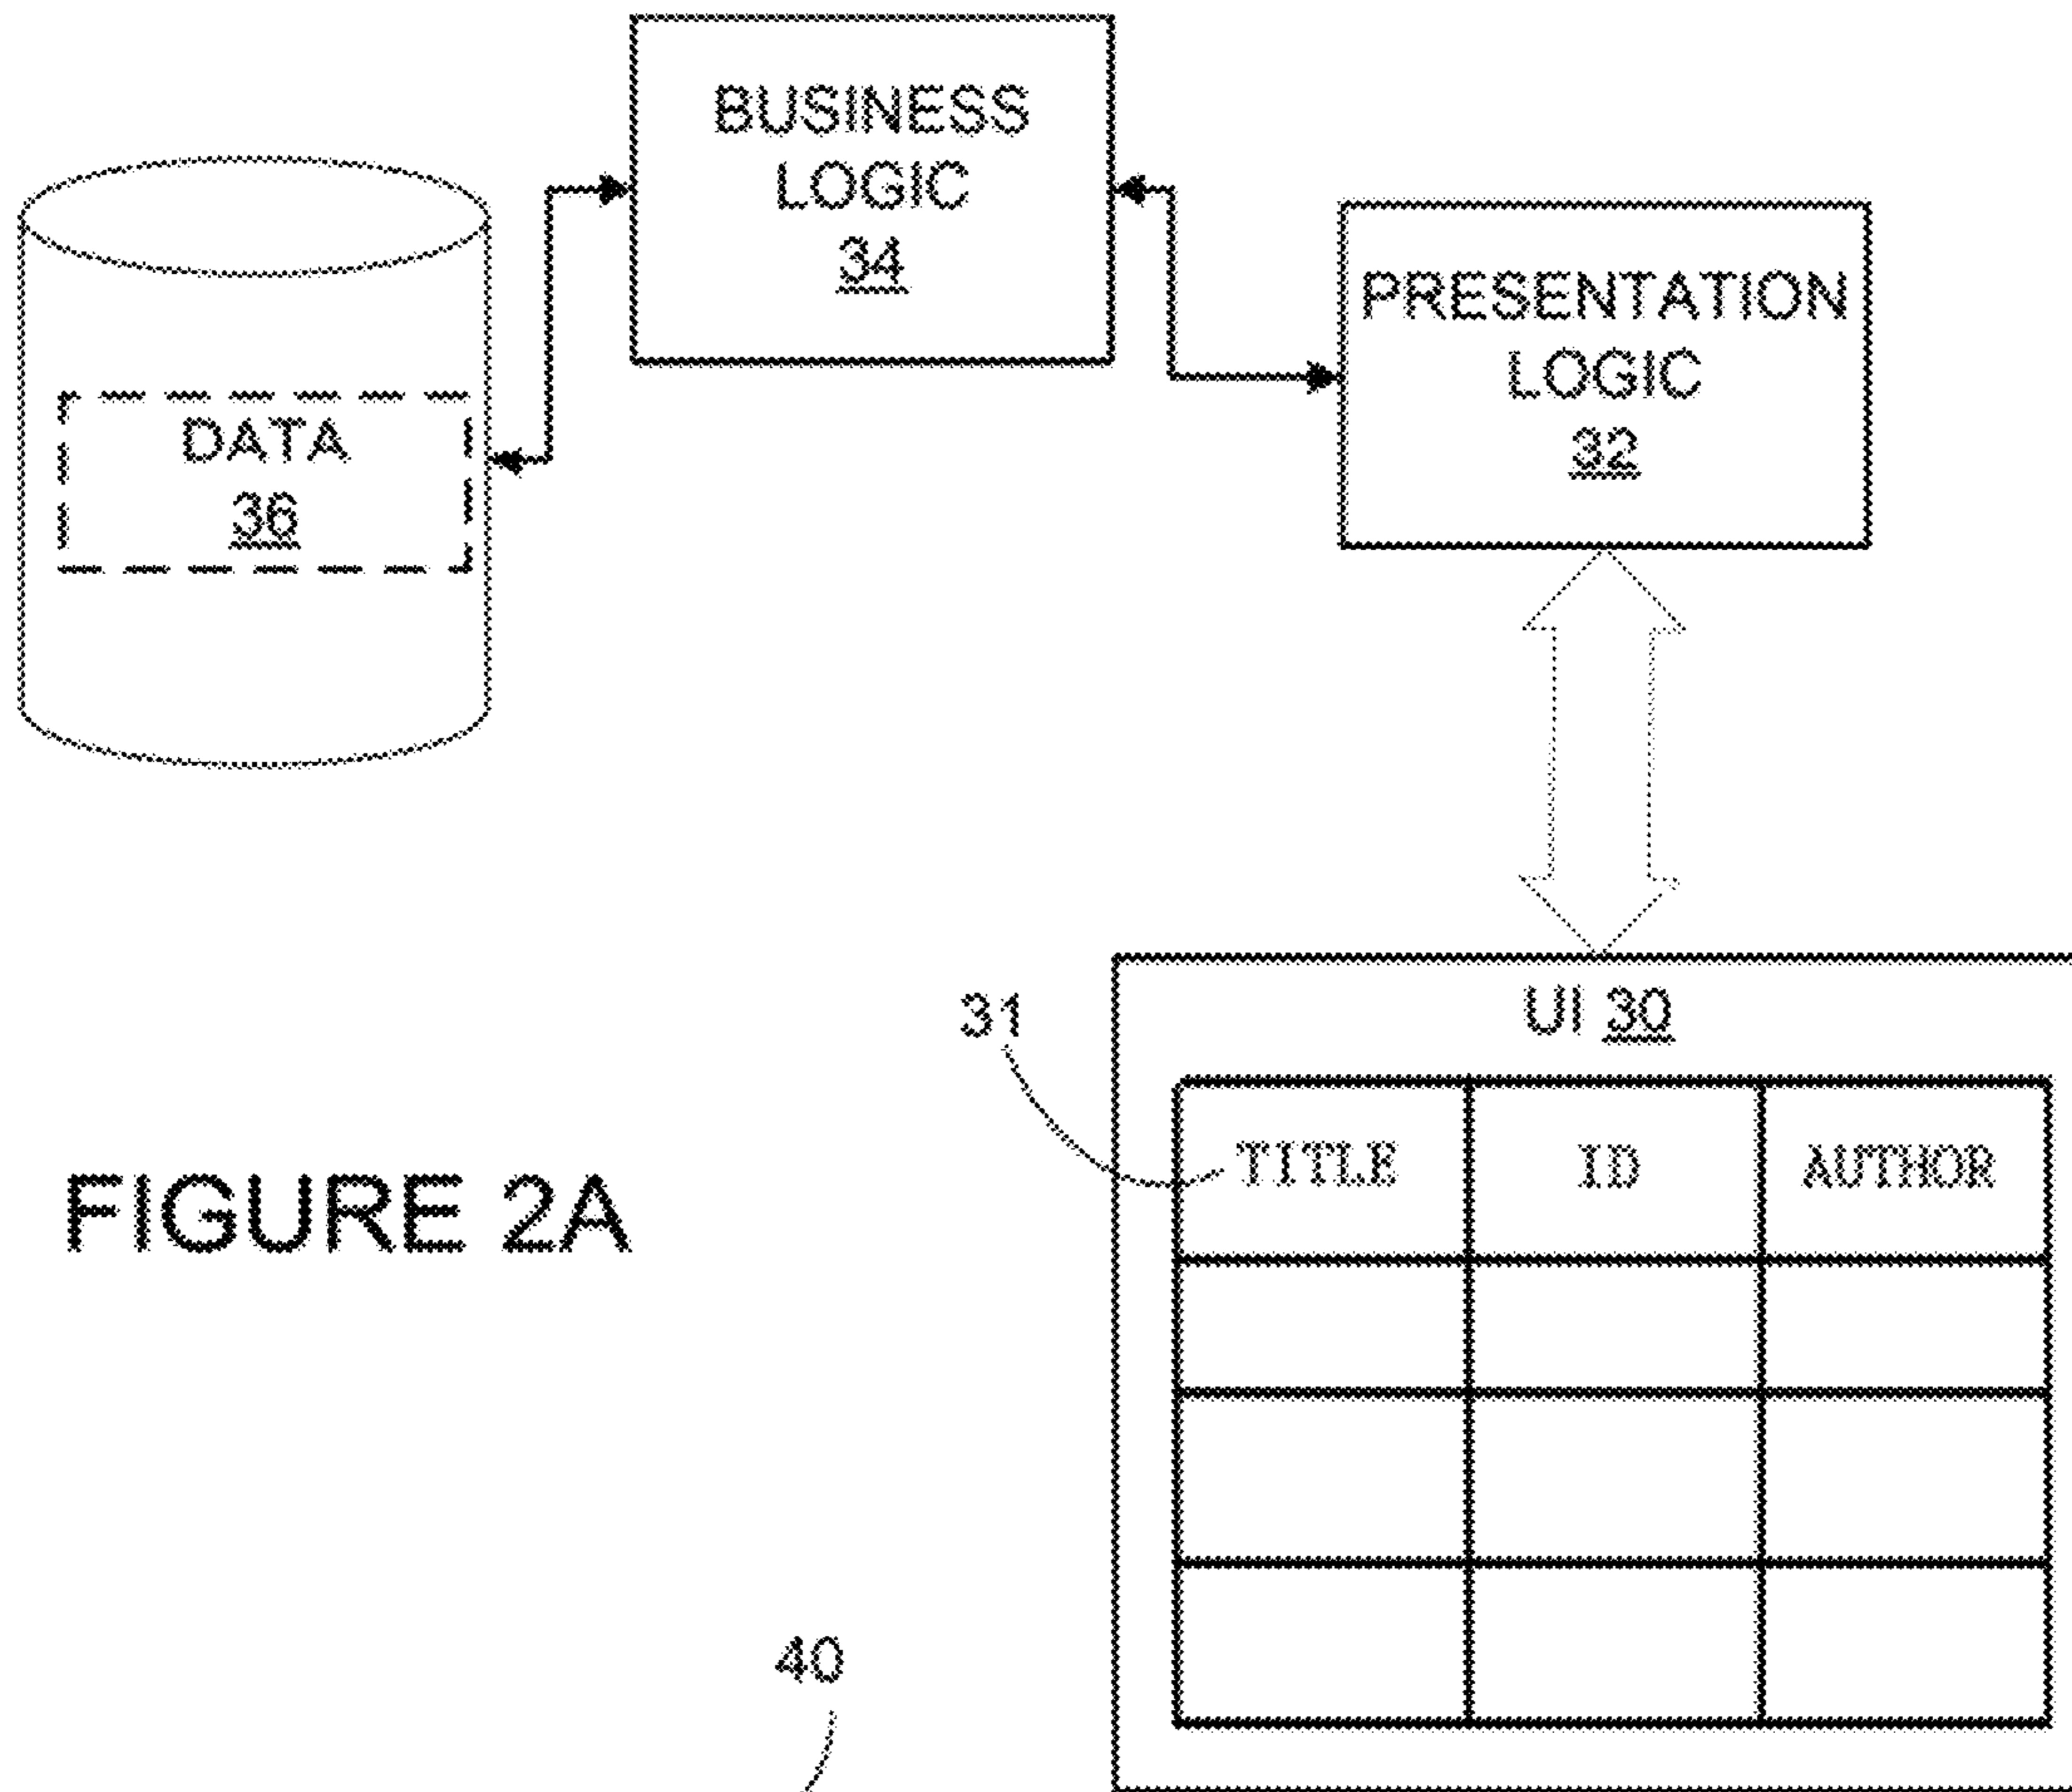 BUSINESS
LOGIC
34
PRESENTATION
LOGIC
32
DATA
36
UI 30
31
TITLE ID AUTHOR
FIGURE 2A
40